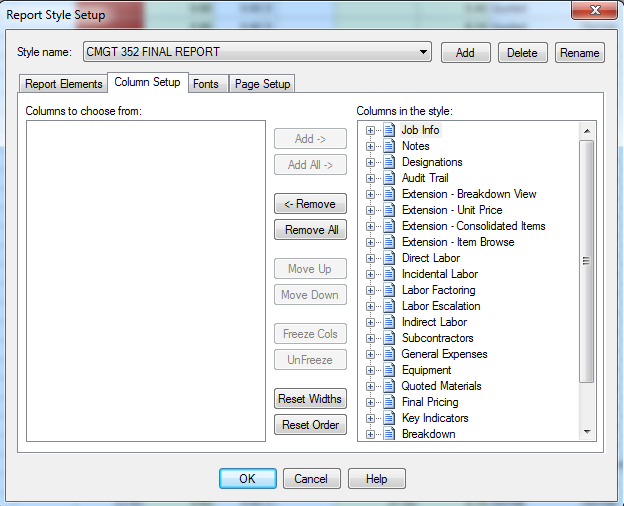 Report Style Setup
Style name: CMGT 352 FINAL REPORT Add Delete Rename
Report Elements Column Setup Fonts Page Setup
Columns to choose from: Columns in the style:
Add ->
Add All ->
<- Remove
Remove All
Move Up
Move Down
Freeze Cols
UnFreeze
Reset Widths
Reset Order
Job Info
Notes
Designations
Audit Trail
Extension - Breakdown View
Extension - Unit Price
Extension - Consolidated Items
Extension - Item Browse
Direct Labor
Incidental Labor
Labor Factoring
Labor Escalation
Indirect Labor
Subcontractors
General Expenses
Equipment
Quoted Materials
Final Pricing
Key Indicators
Breakdown
OK Cancel Help